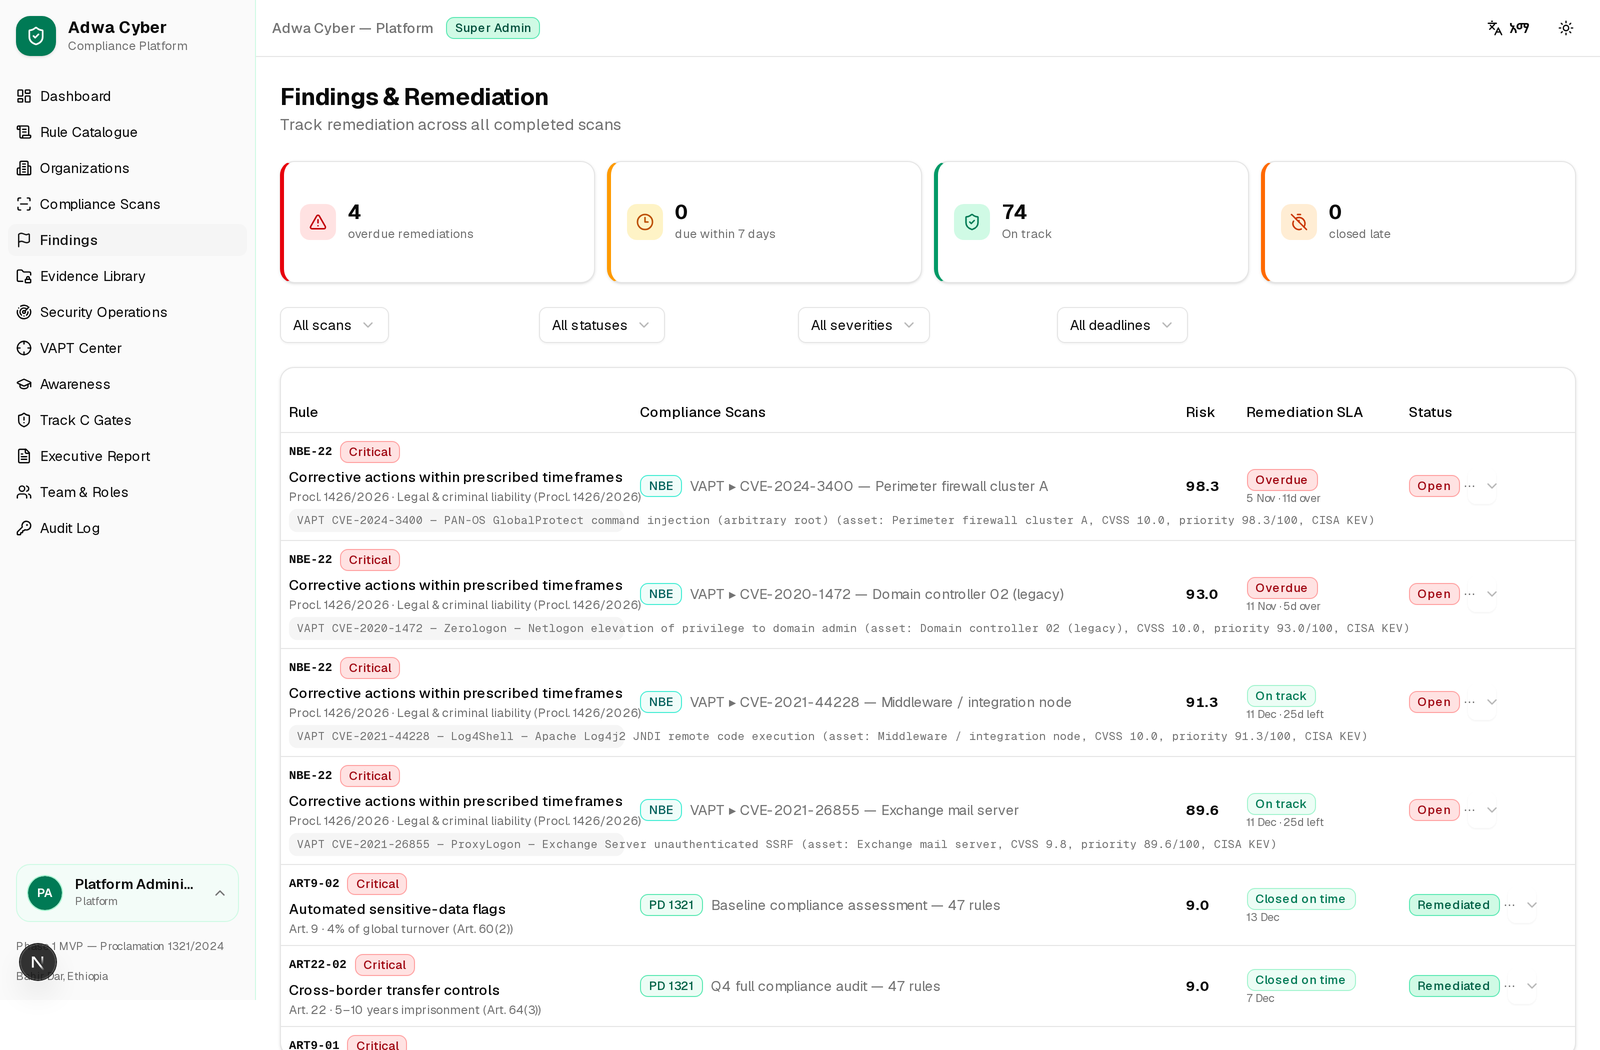 Adwa Cyber
Compliance Platform
Dashboard
Rule Catalogue
Organizations
Compliance Scans
Findings
Evidence Library
Security Operations
VAPT Center
Awareness
Track C Gates
Executive Report
Team & Roles
Audit Log
PA
Platform Admini...
Platform
1 MVP — Proclamation 1321/2024
N
Dar, Ethiopia
Adwa Cyber — Platform Super Admin
አማ
Findings & Remediation
Track remediation across all completed scans
4
overdue remediations
0
due within 7 days
74
On track
0
closed late
All scans
All statuses
All severities
All deadlines
Rule Compliance Scans Risk Remediation SLA Status
NBE-22 Critical
Corrective actions within prescribed timeframes
Procl. 1426/2026 · Legal & criminal liability (Procl. 1426/2026)
NBE VAPT ▸ CVE-2024-3400 — Perimeter firewall cluster A
98.3
Overdue
5 Nov · 11d over
Open ...
VAPT CVE-2024-3400 — PAN-OS GlobalProtect command injection (arbitrary root) (asset: Perimeter firewall cluster A, CVSS 10.0, priority 98.3/100, CISA KEV)
NBE-22 Critical
Corrective actions within prescribed timeframes
Procl. 1426/2026 · Legal & criminal liability (Procl. 1426/2026)
NBE VAPT ▸ CVE-2020-1472 — Domain controller 02 (legacy)
93.0
Overdue
11 Nov · 5d over
Open ...
VAPT CVE-2020-1472 — Zerologon — Netlogon elevation of privilege to domain admin (asset: Domain controller 02 (legacy), CVSS 10.0, priority 93.0/100, CISA KEV)
NBE-22 Critical
Corrective actions within prescribed timeframes
Procl. 1426/2026 · Legal & criminal liability (Procl. 1426/2026)
NBE VAPT ▸ CVE-2021-44228 — Middleware / integration node
91.3
On track
11 Dec · 25d left
Open ...
VAPT CVE-2021-44228 — Log4Shell — Apache Log4j2 JNDI remote code execution (asset: Middleware / integration node, CVSS 10.0, priority 91.3/100, CISA KEV)
NBE-22 Critical
Corrective actions within prescribed timeframes
Procl. 1426/2026 · Legal & criminal liability (Procl. 1426/2026)
NBE VAPT ▸ CVE-2021-26855 — Exchange mail server
89.6
On track
11 Dec · 25d left
Open ...
VAPT CVE-2021-26855 — ProxyLogon — Exchange Server unauthenticated SSRF (asset: Exchange mail server, CVSS 9.8, priority 89.6/100, CISA KEV)
ART9-02 Critical
Automated sensitive-data flags
Art. 9 · 4% of global turnover (Art. 60(2))
PD 1321 Baseline compliance assessment — 47 rules
9.0
Closed on time
13 Dec
Remediated ...
ART22-02 Critical
Cross-border transfer controls
Art. 22 · 5–10 years imprisonment (Art. 64(3))
PD 1321 Q4 full compliance audit — 47 rules
9.0
Closed on time
7 Dec
Remediated ...
ART9-01 Critical